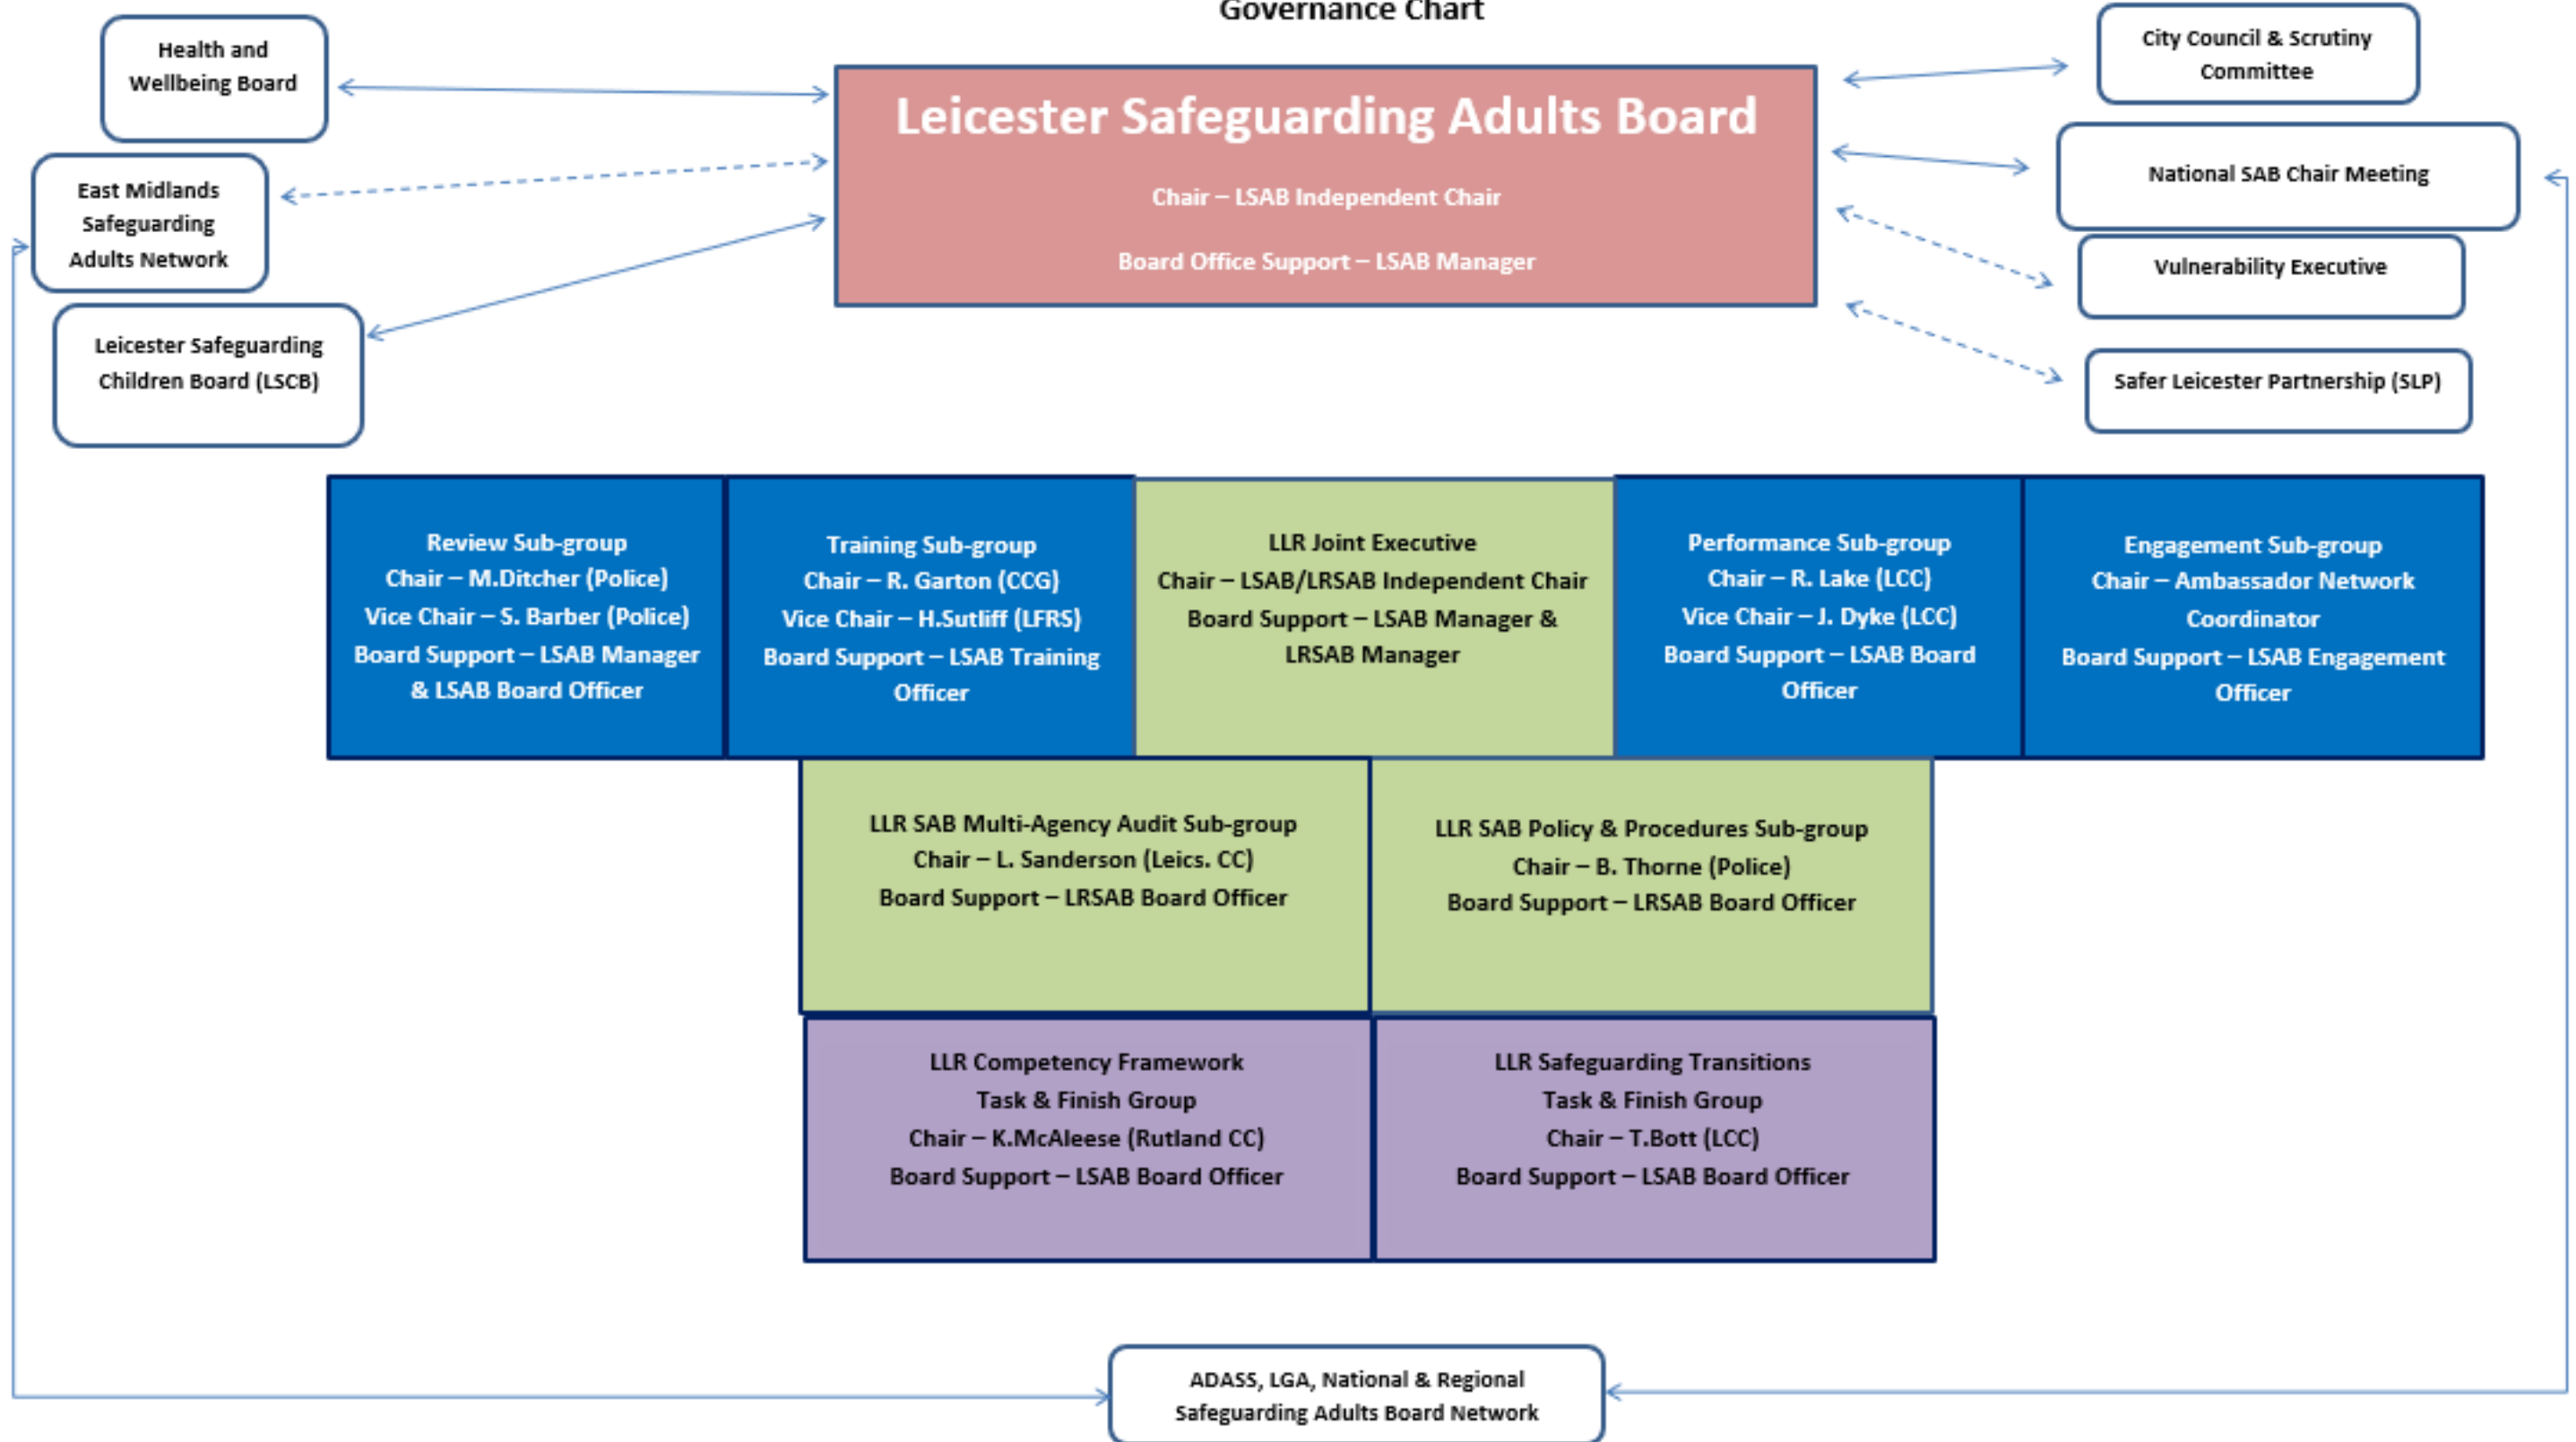 Governance Chart
Health and
Wellbeing Board
East Midlands
Safeguarding
Adults Network
Leicester Safeguarding
Children Board (LSCB)
Leicester Safeguarding Adults Board
Chair – LSAB Independent Chair
Board Office Support – LSAB Manager
City Council & Scrutiny
Committee
National SAB Chair Meeting
Vulnerability Executive
Safer Leicester Partnership (SLP)
Review Sub-group
Chair – M.Ditcher (Police)
Vice Chair – S. Barber (Police)
Board Support – LSAB Manager
& LSAB Board Officer
Training Sub-group
Chair – R. Garton (CCG)
Vice Chair – H.Sutliff (LFRS)
Board Support – LSAB Training
Officer
LLR Joint Executive
Chair – LSAB/LRSAB Independent Chair
Board Support – LSAB Manager &
LRSAB Manager
Performance Sub-group
Chair – R. Lake (LCC)
Vice Chair – J. Dyke (LCC)
Board Support – LSAB Board
Officer
Engagement Sub-group
Chair – Ambassador Network
Coordinator
Board Support – LSAB Engagement
Officer
LLR SAB Multi-Agency Audit Sub-group
Chair – L. Sanderson (Leics. CC)
Board Support – LRSAB Board Officer
LLR SAB Policy & Procedures Sub-group
Chair – B. Thorne (Police)
Board Support – LRSAB Board Officer
LLR Competency Framework
Task & Finish Group
Chair – K.McAleese (Rutland CC)
Board Support – LSAB Board Officer
LLR Safeguarding Transitions
Task & Finish Group
Chair – T.Bott (LCC)
Board Support – LSAB Board Officer
ADASS, LGA, National & Regional
Safeguarding Adults Board Network